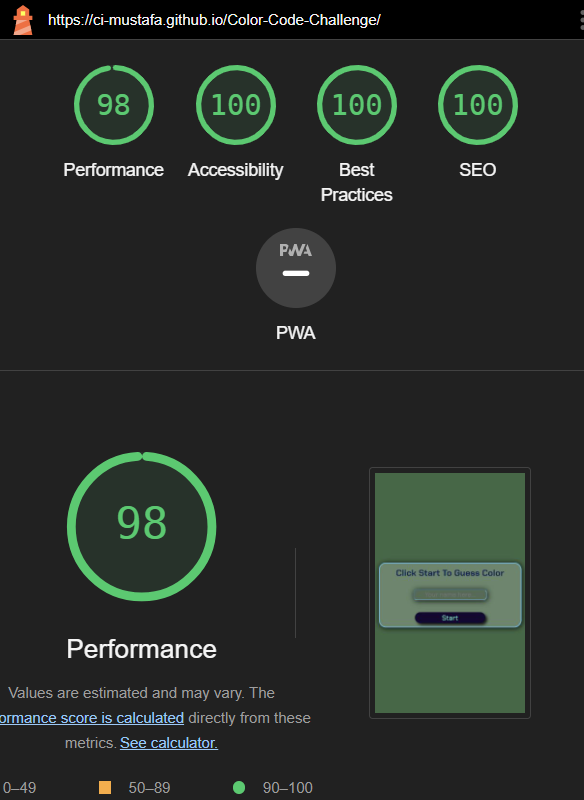 https://ci-mustafa.github.io/Color-Code-Challenge/
98 100 100 100
Performance Accessibility Best Practices SEO
PWA
PWA
98
Performance
Values are estimated and may vary. The
ormance score is calculated directly from these
metrics. See calculator.
0–49 50–89 90–100
Click Start To Guess Color
Start